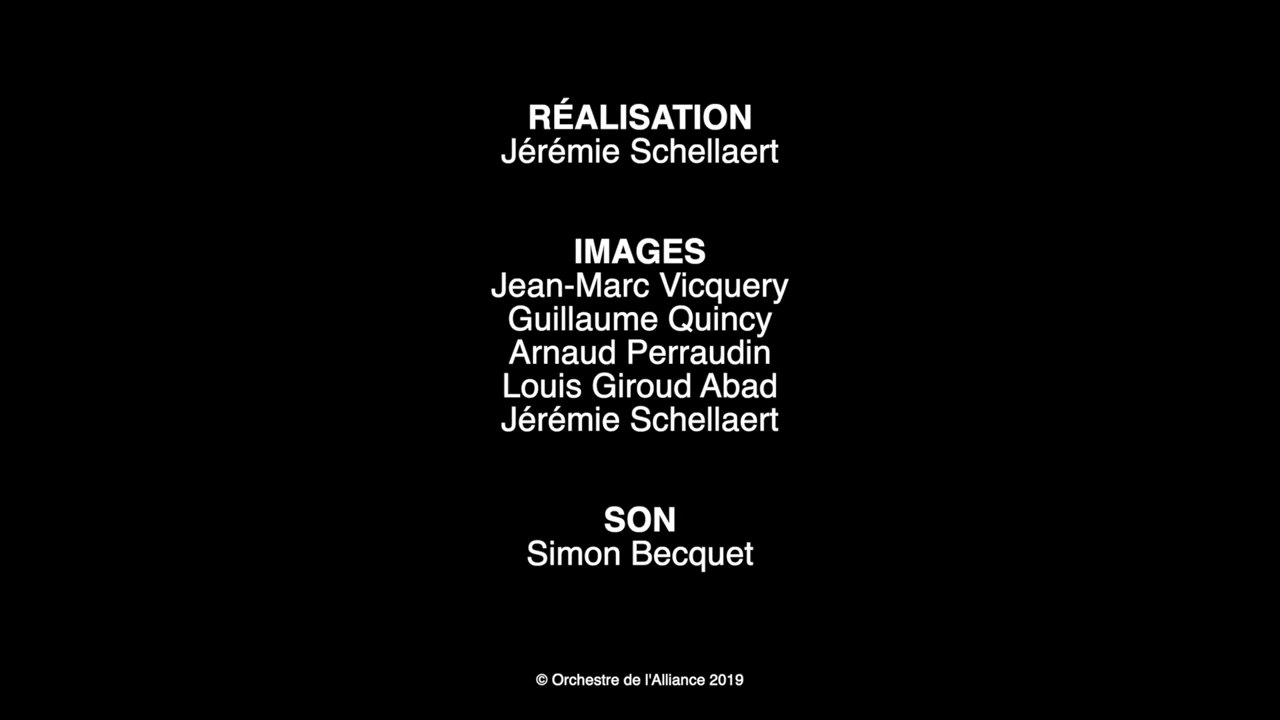 RÉALISATION
Jérémie Schellaert
IMAGES
Jean-Marc Vicquery
Guillaume Quincy
Arnaud Perraudin
Louis Giroud Abad
Jérémie Schellaert
SON
Simon Becquet
© Orchestre de l'Alliance 2019